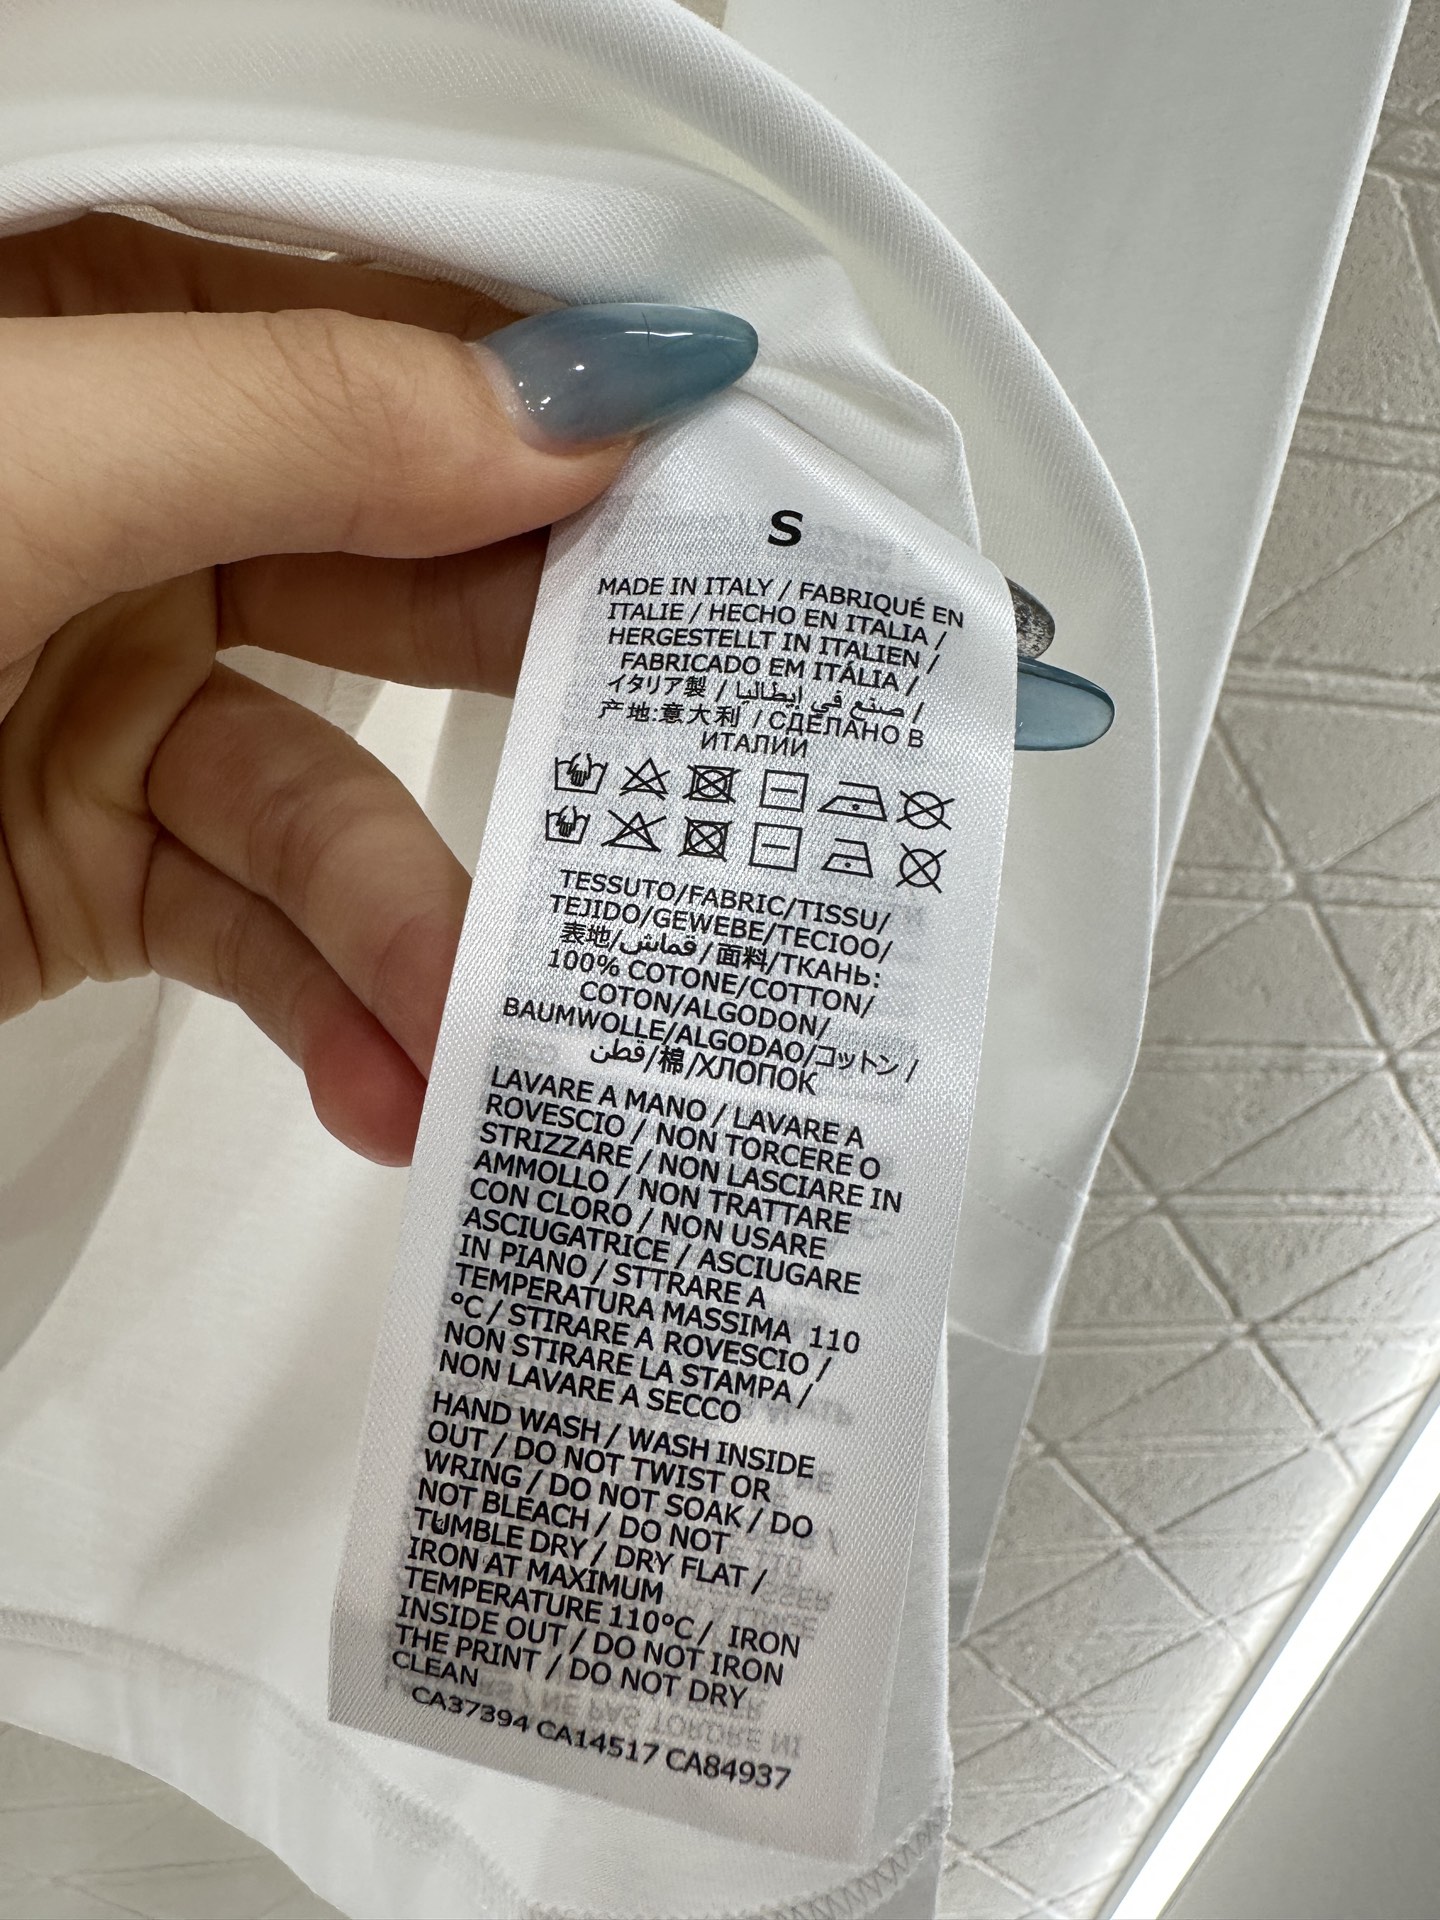 S
MADE IN ITALY / FABRIQUÉ EN
ITALIE / HECHO EN ITALIA /
HERGESTELLT IN ITALIEN /
FABRICADO EM ITÁLIA /
イタリア製 / صنع في إيطاليا /
产地:意大利 / СДЕЛАНО В
ИТАЛИИ
TESSUTO/FABRIC/TISSU/
TEJIDO/GEWEBE/TECIOO/
表地/قماش/面料/ТКАНЬ:
100% COTONE/COTTON/
COTON/ALGODON/
BAUMWOLLE/ALGODAO/コットン/
قطن/棉/ХЛОПОК
LAVARE A MANO / LAVARE A
ROVESCIO / NON TORCERE O
STRIZZARE / NON LASCIARE IN
AMMOLLO / NON TRATTARE
CON CLORO / NON USARE
ASCIUGATRICE / ASCIUGARE
IN PIANO / STTRARE A
TEMPERATURA MASSIMA 110
°C / STIRARE A ROVESCIO /
NON STIRARE LA STAMPA /
NON LAVARE A SECCO
HAND WASH / WASH INSIDE
OUT / DO NOT TWIST OR
WRING / DO NOT SOAK / DO
NOT BLEACH / DO NOT
TUMBLE DRY / DRY FLAT /
IRON AT MAXIMUM
TEMPERATURE 110°C / IRON
INSIDE OUT / DO NOT IRON
THE PRINT / DO NOT DRY
CLEAN
CA37394 CA14517 CA84937